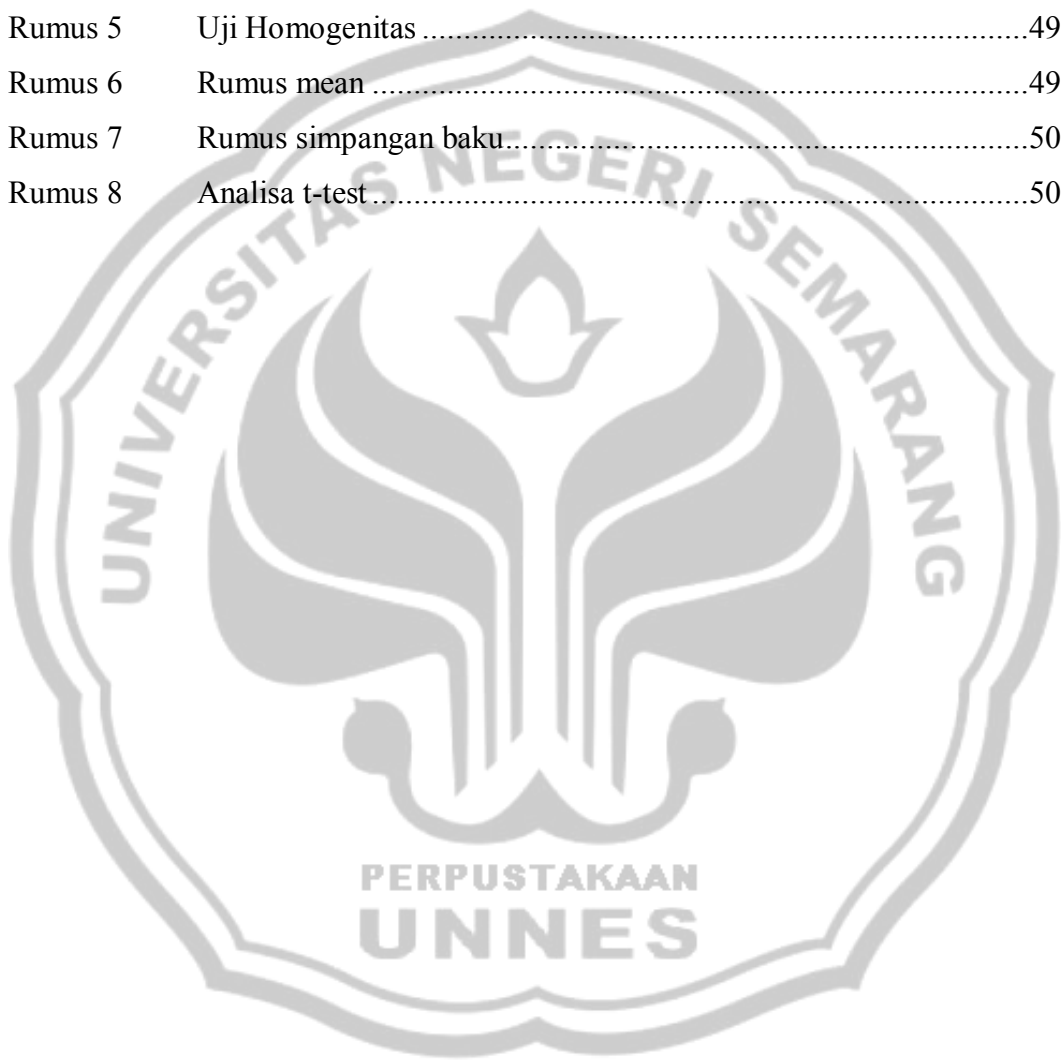 Rumus 5 Uji Homogenitas ............................................................................49
Rumus 6 Rumus mean ..................................................................................49
Rumus 7 Rumus simpangan baku.................................................................50
Rumus 8 Analisa t-test ..................................................................................50
UNIVERSITAS NEGERI SEMARANG
PERPUSTAKAAN
UNNES